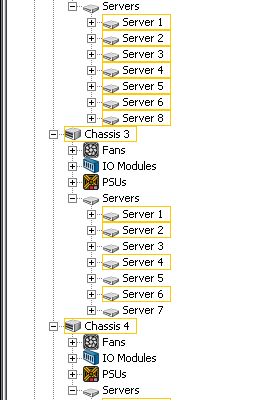 Servers
Server 1
Server 2
Server 3
Server 4
Server 5
Server 6
Server 8
Chassis 3
Fans
IO Modules
PSUs
Servers
Server 1
Server 2
Server 3
Server 4
Server 5
Server 6
Server 7
Chassis 4
Fans
IO Modules
PSUs
Servers